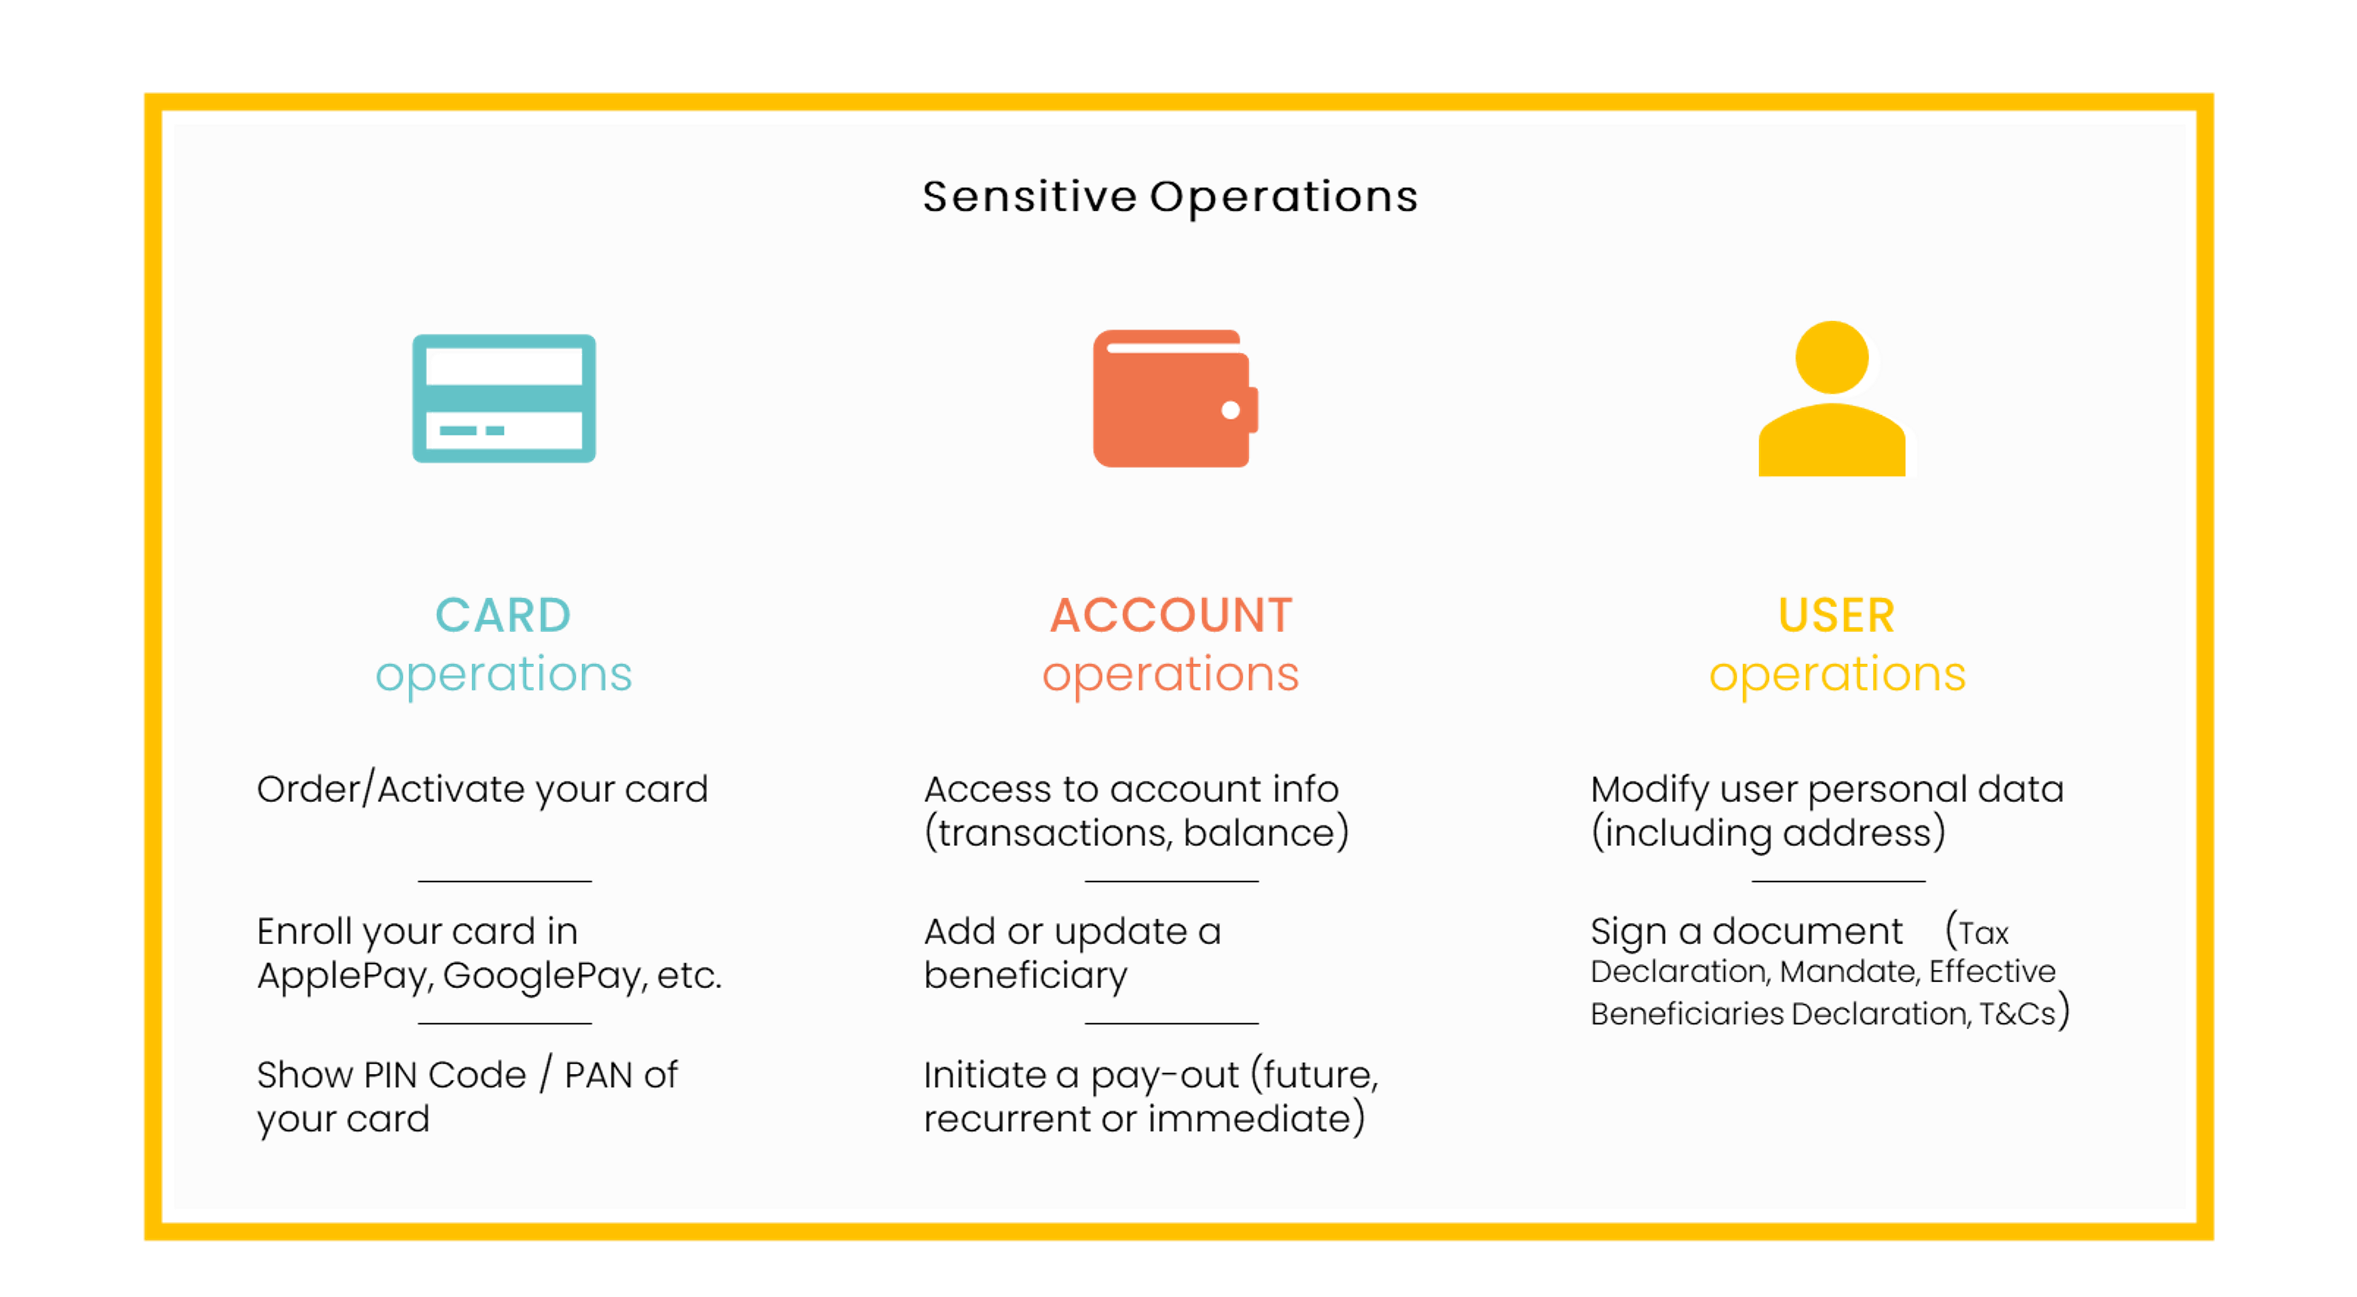 Sensitive Operations
CARD
operations
Order/Activate your card
Enroll your card in
ApplePay, GooglePay, etc.
Show PIN Code / PAN of
your card
ACCOUNT
operations
Access to account info
(transactions, balance)
Add or update a
beneficiary
Initiate a pay-out (future,
recurrent or immediate)
USER
operations
Modify user personal data
(including address)
Sign a document (Tax
Declaration, Mandate, Effective
Beneficiaries Declaration, T&Cs)